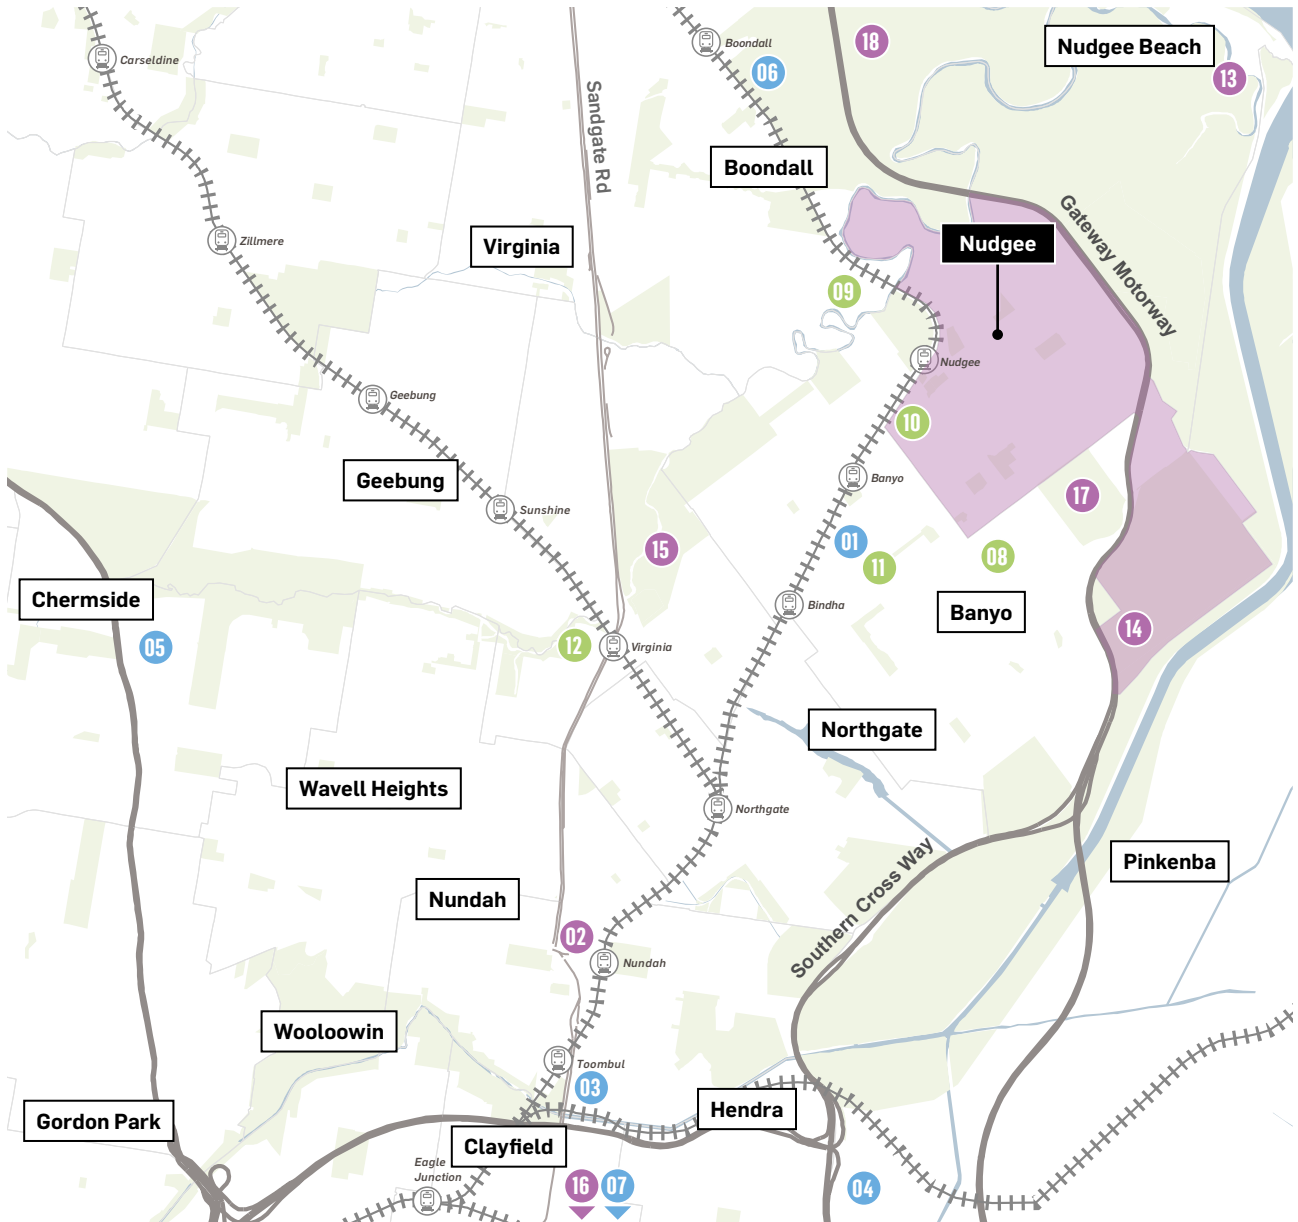 Boondall
18
Nudgee Beach
Carseldine
06
13
Sandgate Rd
Boondall
Gateway Motorway
Zillmere
Virginia
Nudgee
09
Nudgee
Geebung
10
Geebung
Banyo
17
Sunshine
01
15
11
08
Chermside
Bindha
Banyo
05
12
Virginia
14
Northgate
Wavell Heights
Northgate
Southern Cross Way
Pinkenba
Nundah
02
Nundah
Wooloowin
Toombul
03
Hendra
Gordon Park
Clayfield
Eagle
Junction
16
07
04